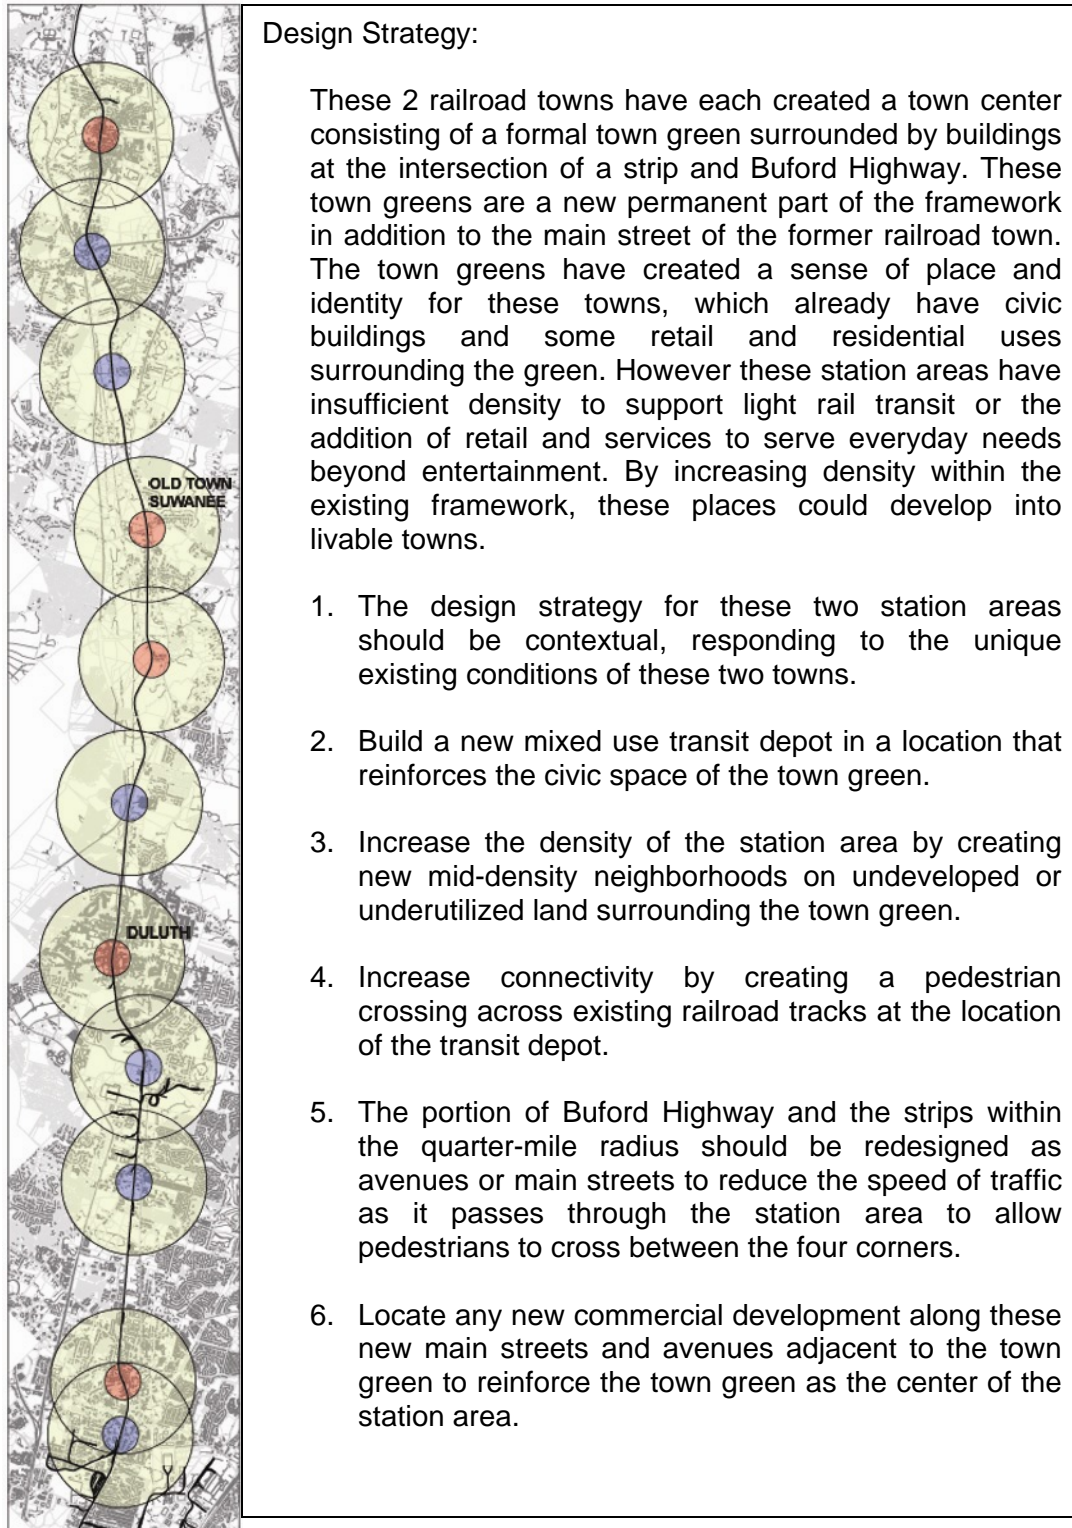 OLD TOWN
SUWANEE
DULUTH
Design Strategy:
These 2 railroad towns have each created a town center
consisting of a formal town green surrounded by buildings
at the intersection of a strip and Buford Highway. These
town greens are a new permanent part of the framework
in addition to the main street of the former railroad town.
The town greens have created a sense of place and
identity for these towns, which already have civic
buildings and some retail and residential uses
surrounding the green. However these station areas have
insufficient density to support light rail transit or the
addition of retail and services to serve everyday needs
beyond entertainment. By increasing density within the
existing framework, these places could develop into
livable towns.
1. The design strategy for these two station areas
should be contextual, responding to the unique
existing conditions of these two towns.
2. Build a new mixed use transit depot in a location that
reinforces the civic space of the town green.
3. Increase the density of the station area by creating
new mid-density neighborhoods on undeveloped or
underutilized land surrounding the town green.
4. Increase connectivity by creating a pedestrian
crossing across existing railroad tracks at the location
of the transit depot.
5. The portion of Buford Highway and the strips within
the quarter-mile radius should be redesigned as
avenues or main streets to reduce the speed of traffic
as it passes through the station area to allow
pedestrians to cross between the four corners.
6. Locate any new commercial development along these
new main streets and avenues adjacent to the town
green to reinforce the town green as the center of the
station area.